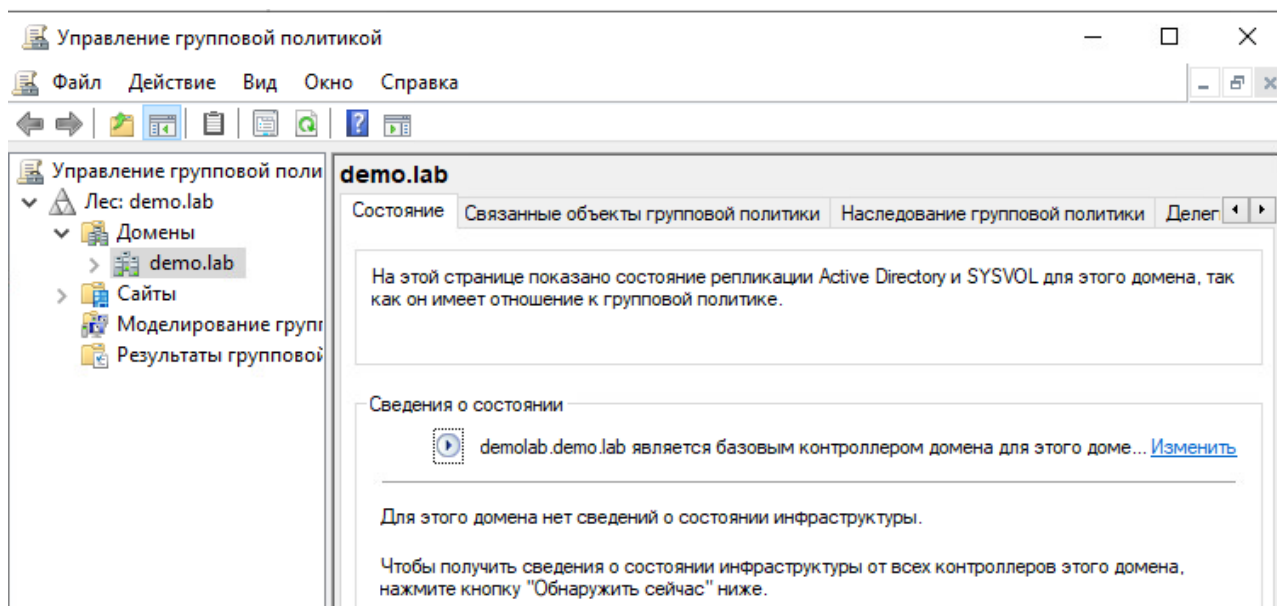 Управление групповой политикой
Файл Действие Вид Окно Справка
Управление групповой поли
Лес: demo.lab
Домены
demo.lab
Сайты
Моделирование групп
Результаты групповой
demo.lab
Состояние Связанные объекты групповой политики Наследование групповой политики Делег
На этой странице показано состояние репликации Active Directory и SYSVOL для этого домена, так
как он имеет отношение к групповой политике.
Сведения о состоянии
demolab.demo.lab является базовым контроллером домена для этого доме... Изменить
Для этого домена нет сведений о состоянии инфраструктуры.
Чтобы получить сведения о состоянии инфраструктуры от всех контроллеров этого домена,
нажмите кнопку "Обнаружить сейчас" ниже.